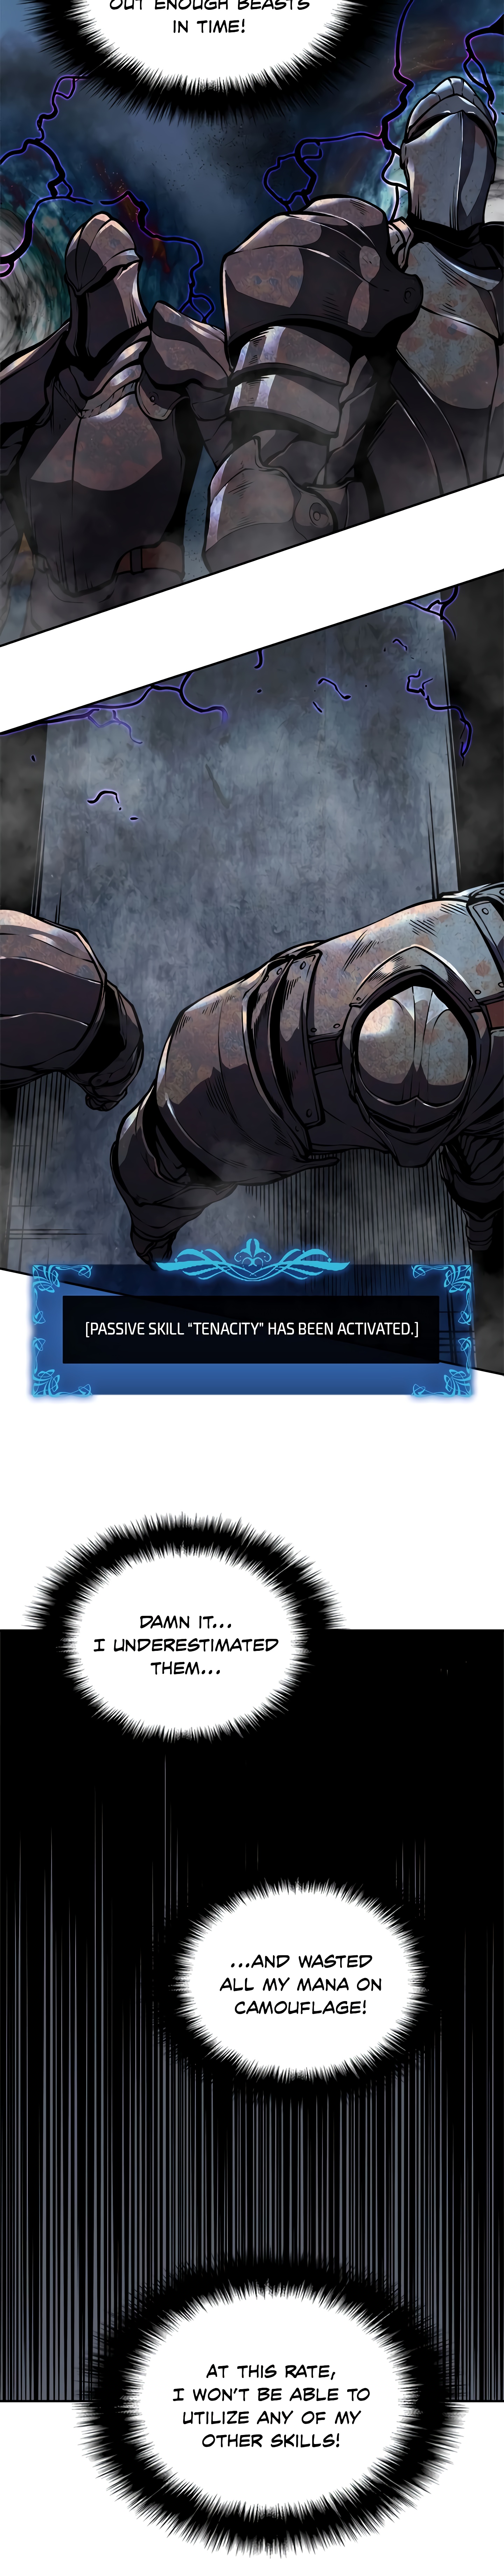 OUT ENOUGH BEASTS
IN TIME!
[PASSIVE SKILL “TENACITY” HAS BEEN ACTIVATED.]
DAMN IT...
I UNDERESTIMATED
THEM...
...AND WASTED
ALL MY MANA ON
CAMOUFLAGE!
AT THIS RATE,
I WON'T BE ABLE TO
UTILIZE ANY OF MY
OTHER SKILLS!